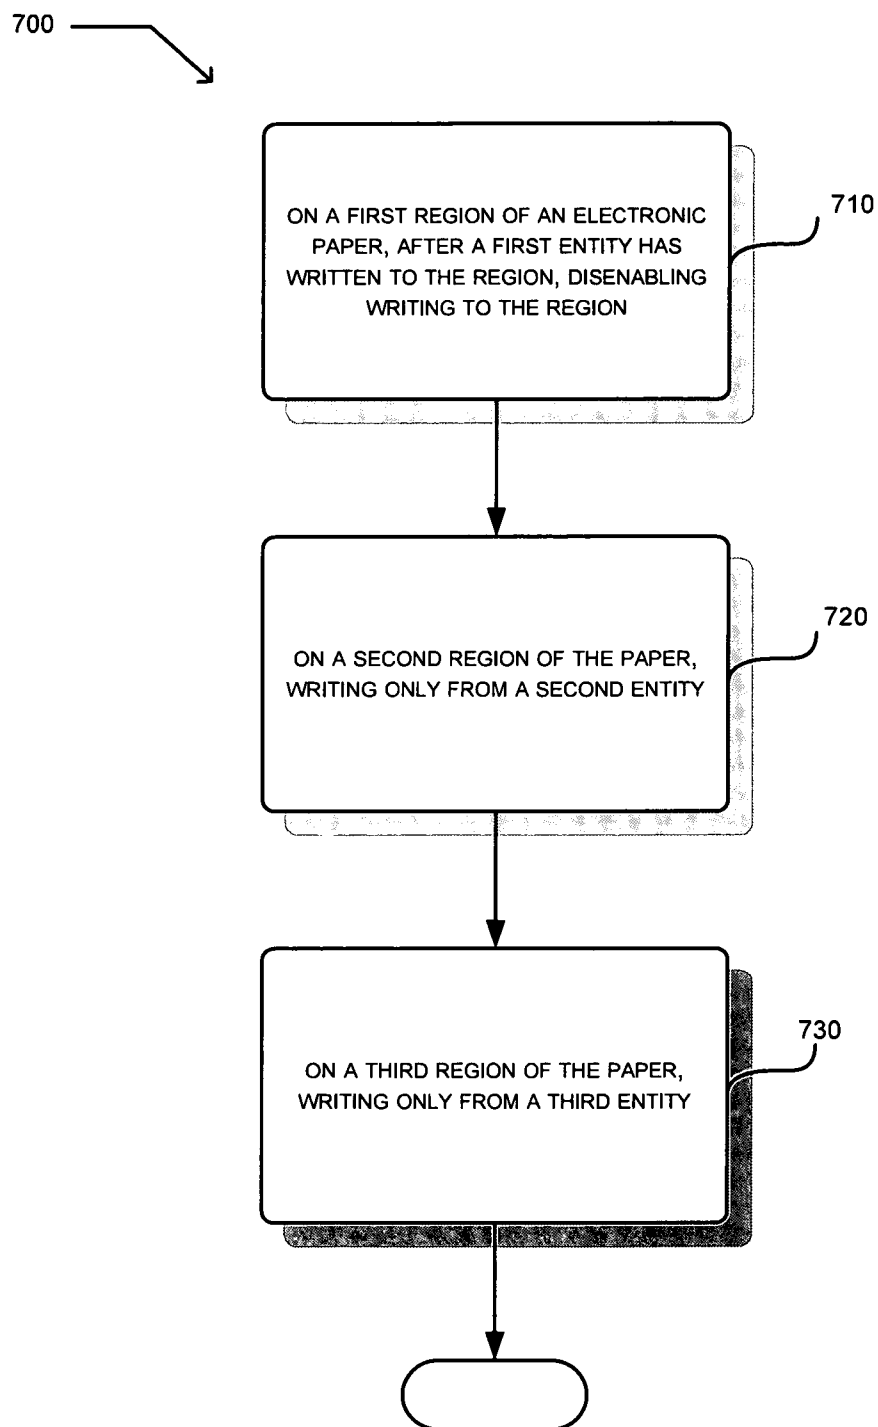 700
ON A FIRST REGION OF AN ELECTRONIC
PAPER, AFTER A FIRST ENTITY HAS
WRITTEN TO THE REGION, DISENABLING
WRITING TO THE REGION
710
ON A SECOND REGION OF THE PAPER,
WRITING ONLY FROM A SECOND ENTITY
720
ON A THIRD REGION OF THE PAPER,
WRITING ONLY FROM A THIRD ENTITY
730